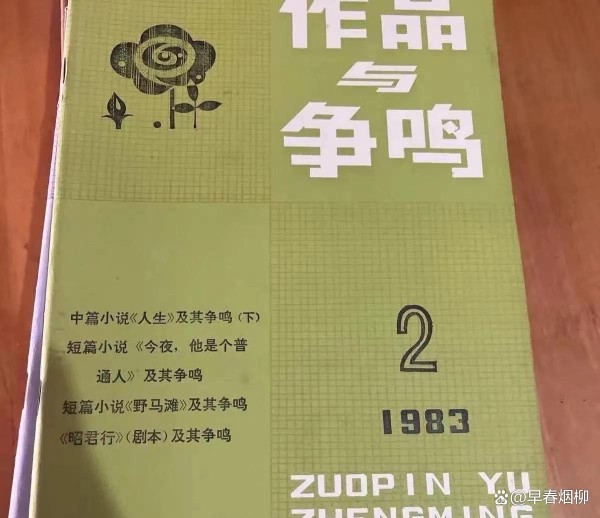 作品
与
争鸣
中篇小说《人生》及其争鸣(下)
短篇小说《今夜,他是个普
通人》及其争鸣
短篇小说《野马滩》及其争鸣
《昭君行》(剧本)及其争鸣
2
1983
ZUOPIN YU
ZHENGMING
早春烟柳